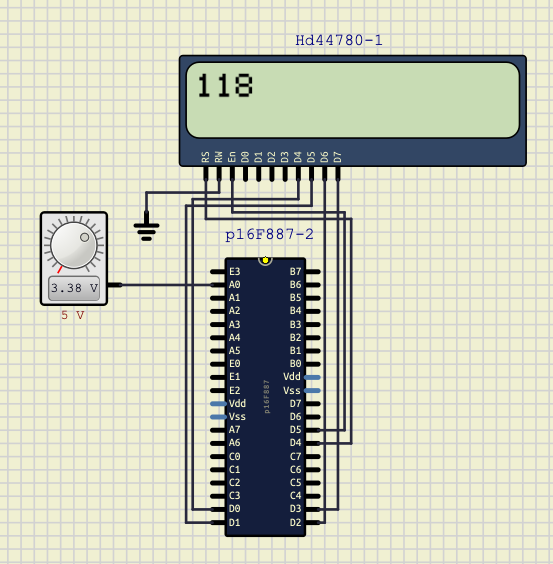 Hd44780-1
118
RS RW En D0 D1 D2 D3 D4 D5 D6 D7
p16F887-2
3.38 V
5 V
E3 B7
A0 B6
A1 B5
A2 B4
A3 B3
A4 B2
A5 B1
E0 B0
E1 Vdd
E2 Vss
Vdd D7
Vss D6
A7 D5
A6 D4
C0 C7
C1 C6
C2 C5
C3 C4
D0 D3
D1 D2
p16F887